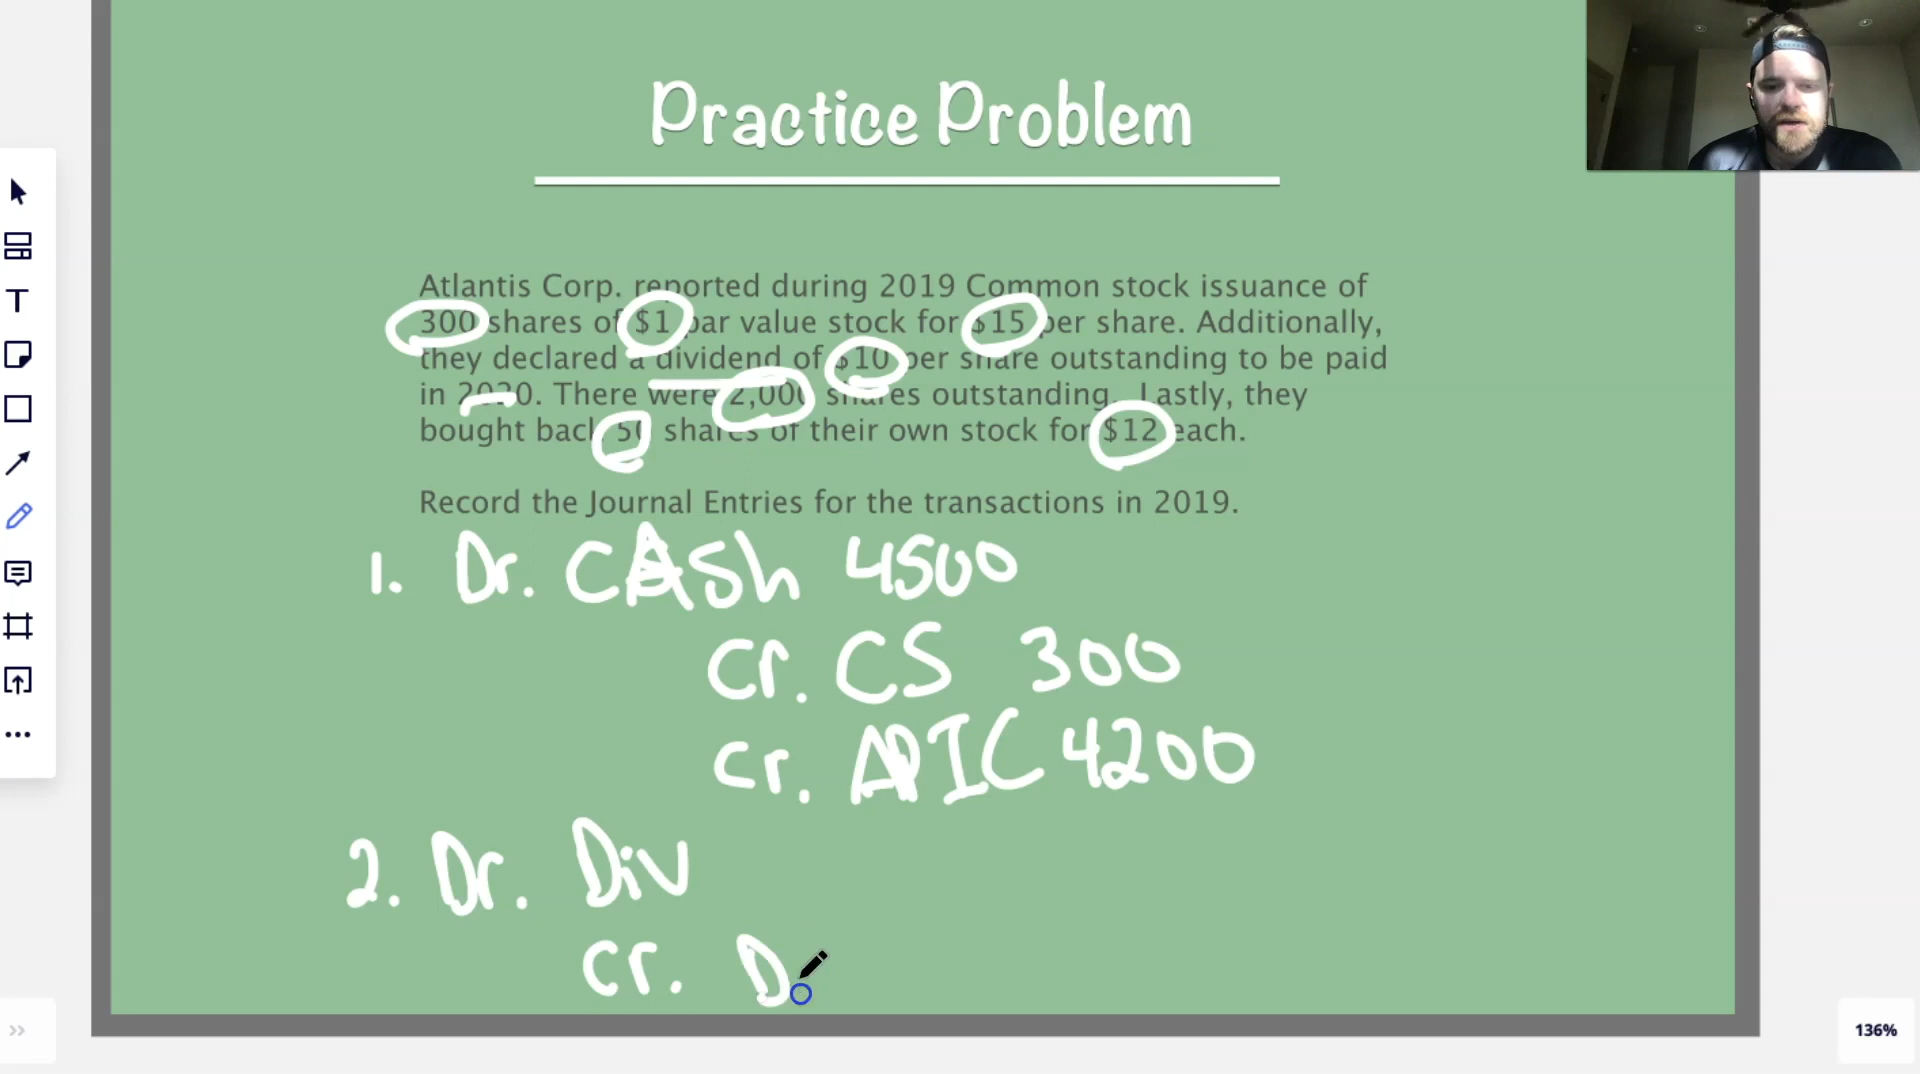 Practice Problem
Atlantis Corp. reported during 2019 Common stock issuance of
300 shares of $1 par value stock for $15 per share. Additionally,
they declared a dividend of $10 per share outstanding to be paid
in 2020. There were 2,000 shares outstanding. Lastly, they
bought back 50 shares of their own stock for $12 each.
Record the Journal Entries for the transactions in 2019.
1. Dr. CASh 4500
Cr. CS 300
Cr. APIC 4200
2. Dr. Div
Cr. D
T
136%